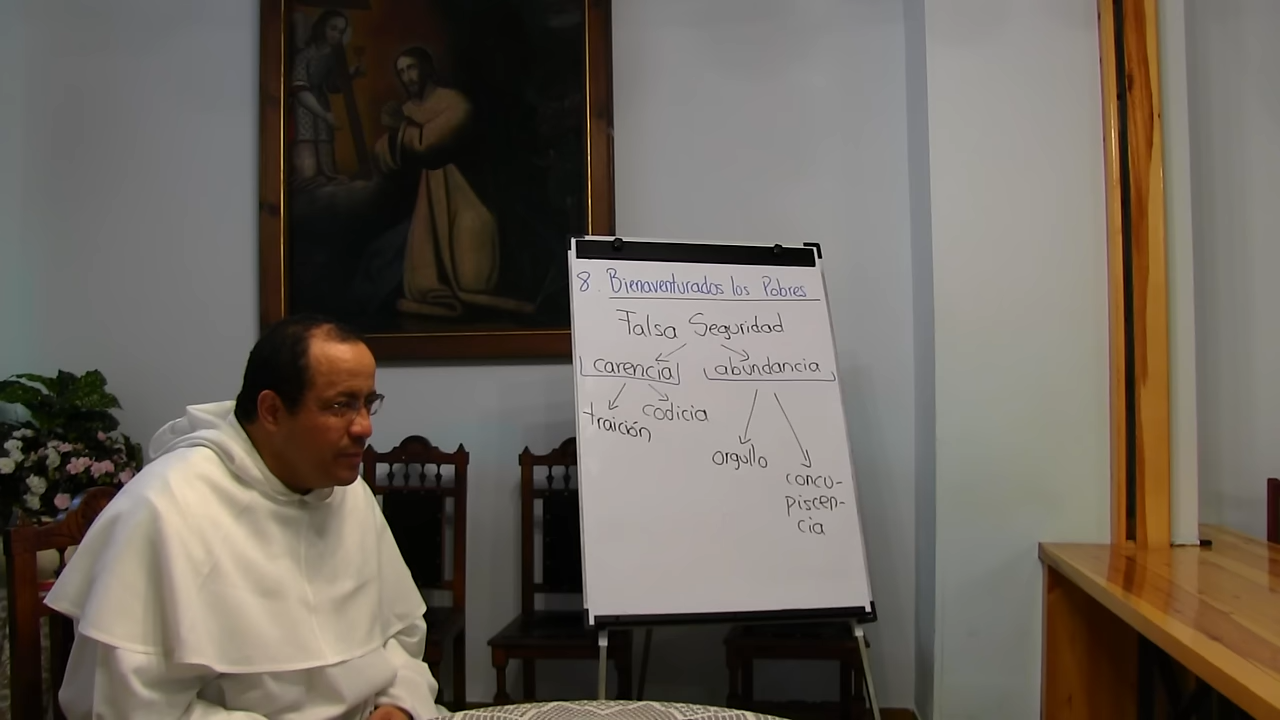 8. Bienaventurados los Pobres
Falsa Seguridad
carencia abundancia
traición codicia
orgullo
concu-
piscen-
cia